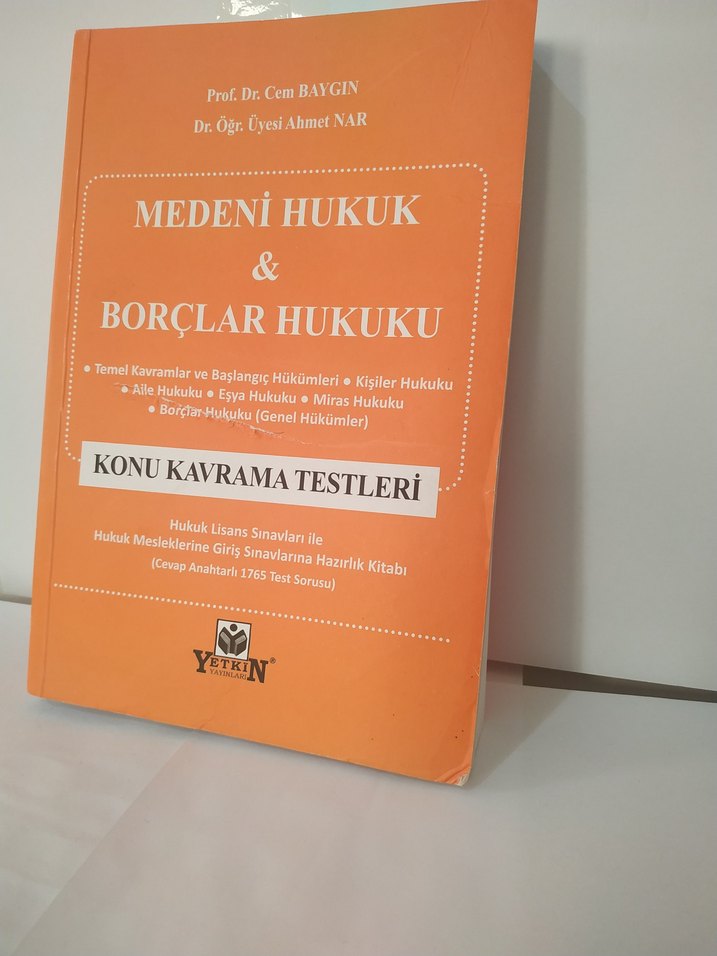 Prof. Dr. Cem BAYGIN
Dr. Öğr. Üyesi Ahmet NAR
MEDENİ HUKUK
&
BORÇLAR HUKUKU
• Temel Kavramlar ve Başlangıç Hükümleri • Kişiler Hukuku
• Aile Hukuku • Eşya Hukuku • Miras Hukuku
• Borçlar Hukuku (Genel Hükümler)
KONU KAVRAMA TESTLERİ
Hukuk Lisans Sınavları ile
Hukuk Mesleklerine Giriş Sınavlarına Hazırlık Kitabı
(Cevap Anahtarlı 1765 Test Sorusu)
YETKİN®
YAYINLARI